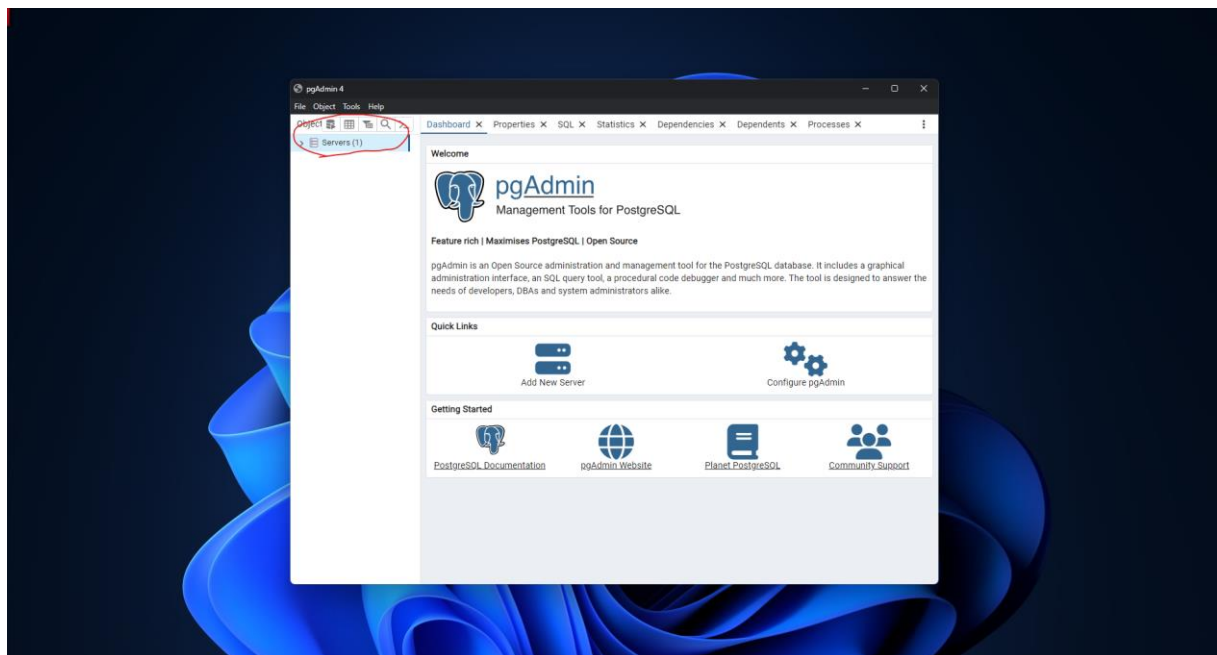 pgAdmin 4
File Object Tools Help
Object
Servers (1)
Dashboard Properties SQL Statistics Dependencies Dependents Processes
Welcome
pgAdmin
Management Tools for PostgreSQL
Feature rich | Maximises PostgreSQL | Open Source
pgAdmin is an Open Source administration and management tool for the PostgreSQL database. It includes a graphical
administration interface, an SQL query tool, a procedural code debugger and much more. The tool is designed to answer the
needs of developers, DBAs and system administrators alike.
Quick Links
Add New Server Configure pgAdmin
Getting Started
PostgreSQL Documentation pgAdmin Website Planet PostgreSQL Community Support